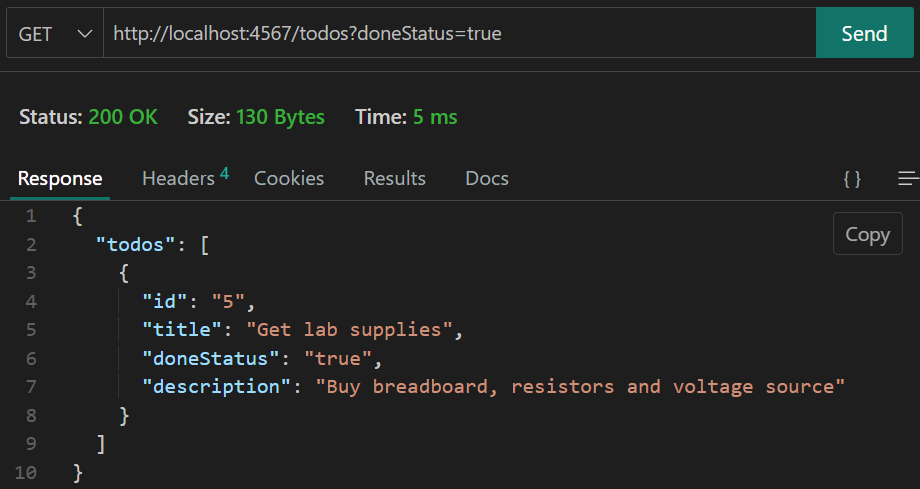 GET http://localhost:4567/todos?doneStatus=true Send
Status: 200 OK Size: 130 Bytes Time: 5 ms
Response Headers 4 Cookies Results Docs { }
Copy
1 {
2 "todos": [
3 {
4 "id": "5",
5 "title": "Get lab supplies",
6 "doneStatus": "true",
7 "description": "Buy breadboard, resistors and voltage source"
8 }
9 ]
10 }